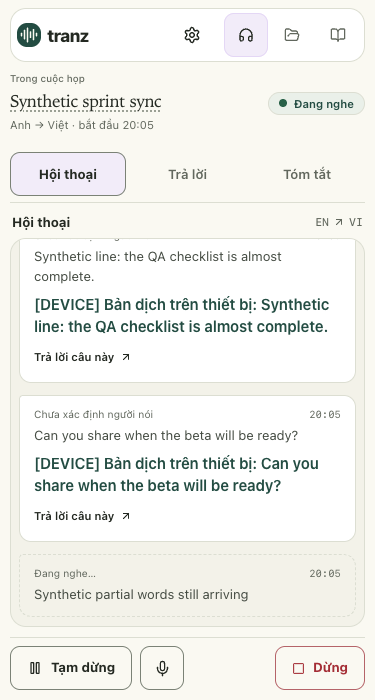 tranz
Trong cuộc họp
Synthetic sprint sync
Đang nghe
Anh → Việt · bắt đầu 20:05
Hội thoại
Trả lời
Tóm tắt
Hội thoại
EN ↗ VI
Synthetic line: the QA checklist is almost
complete.
[DEVICE] Bản dịch trên thiết bị: Synthetic
line: the QA checklist is almost complete.
Trả lời câu này ↗
Chưa xác định người nói 20:05
Can you share when the beta will be ready?
[DEVICE] Bản dịch trên thiết bị: Can you
share when the beta will be ready?
Trả lời câu này ↗
Đang nghe... 20:05
Synthetic partial words still arriving
Tạm dừng
Dừng